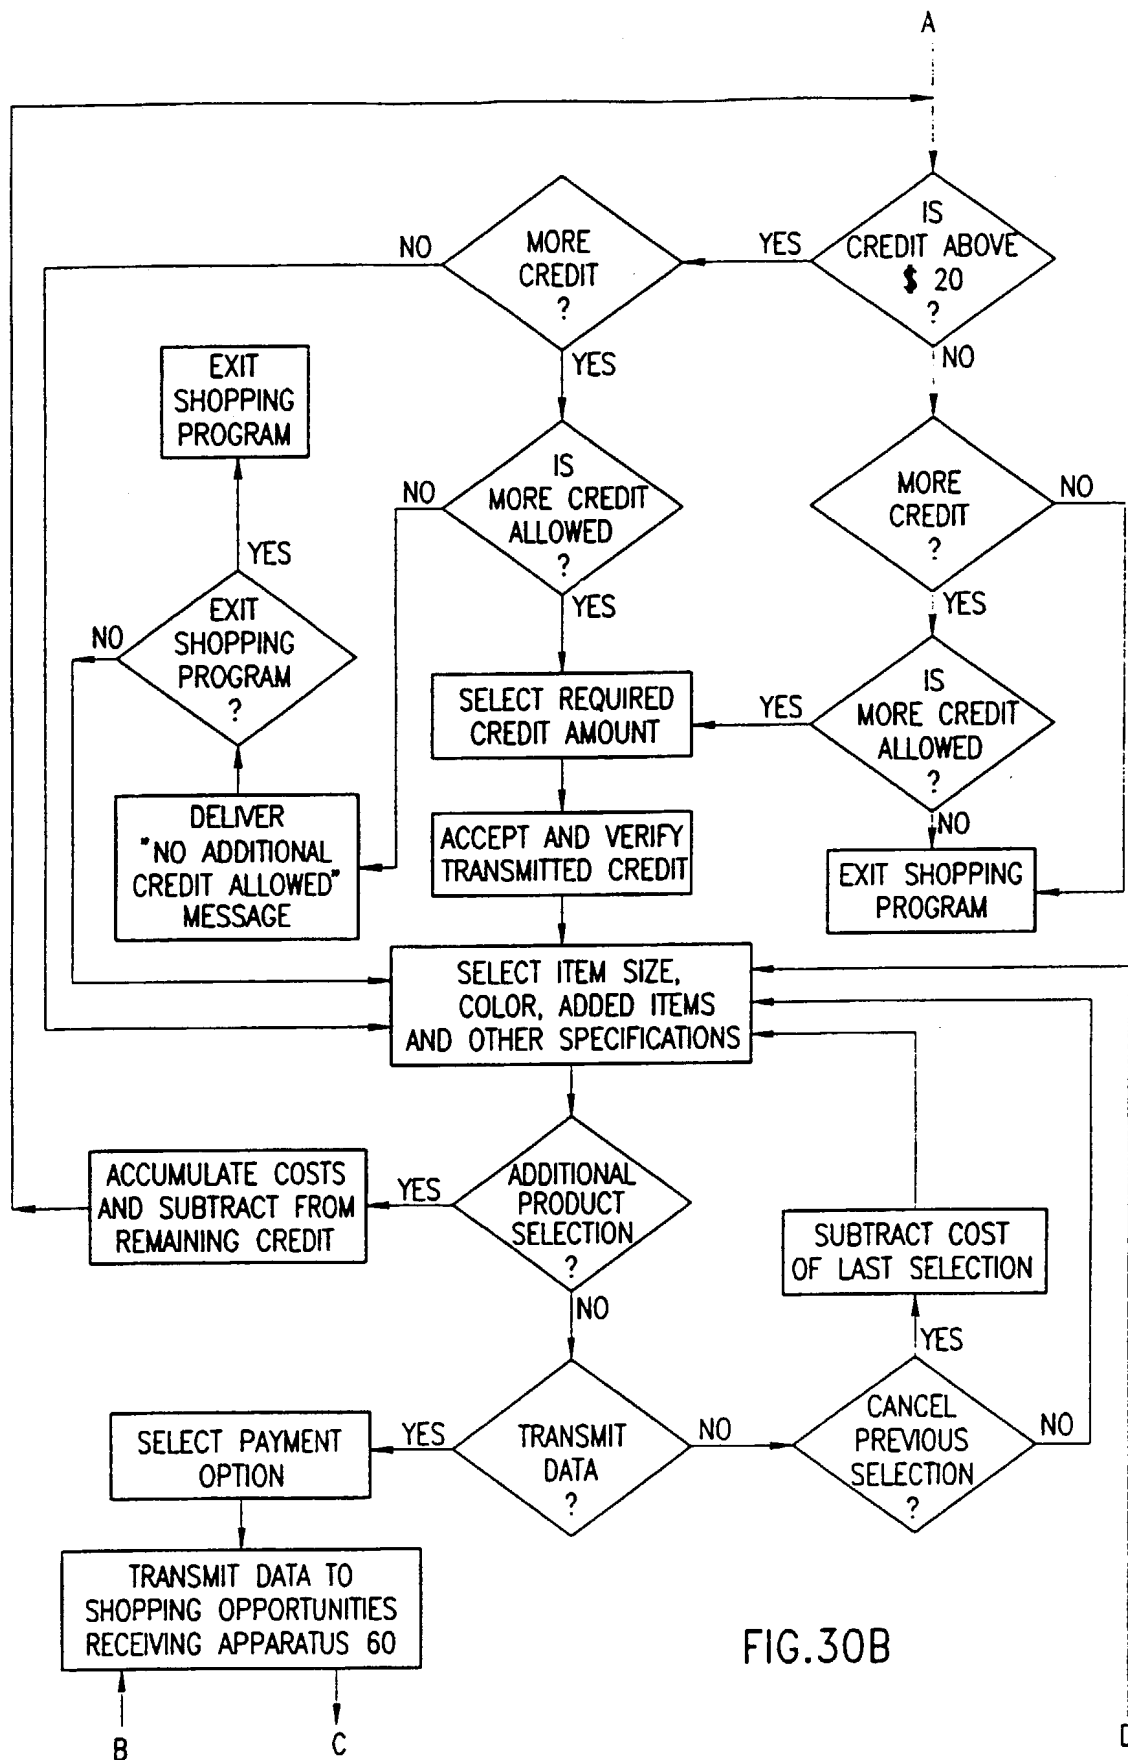 A
IS
CREDIT ABOVE
$ 20
?
YES
NO
MORE
CREDIT
?
NO
YES
EXIT
SHOPPING
PROGRAM
IS
MORE CREDIT
ALLOWED
?
NO
YES
MORE
CREDIT
?
NO
YES
YES
EXIT
SHOPPING
PROGRAM
?
NO
SELECT REQUIRED
CREDIT AMOUNT
YES
IS
MORE CREDIT
ALLOWED
?
NO
DELIVER
"NO ADDITIONAL
CREDIT ALLOWED"
MESSAGE
ACCEPT AND VERIFY
TRANSMITTED CREDIT
EXIT SHOPPING
PROGRAM
SELECT ITEM SIZE,
COLOR, ADDED ITEMS
AND OTHER SPECIFICATIONS
ACCUMULATE COSTS
AND SUBTRACT FROM
REMAINING CREDIT
YES
ADDITIONAL
PRODUCT
SELECTION
?
NO
SUBTRACT COST
OF LAST SELECTION
YES
SELECT PAYMENT
OPTION
YES
TRANSMIT
DATA
?
NO
CANCEL
PREVIOUS
SELECTION
?
NO
TRANSMIT DATA TO
SHOPPING OPPORTUNITIES
RECEIVING APPARATUS 60
FIG.30B
B
C